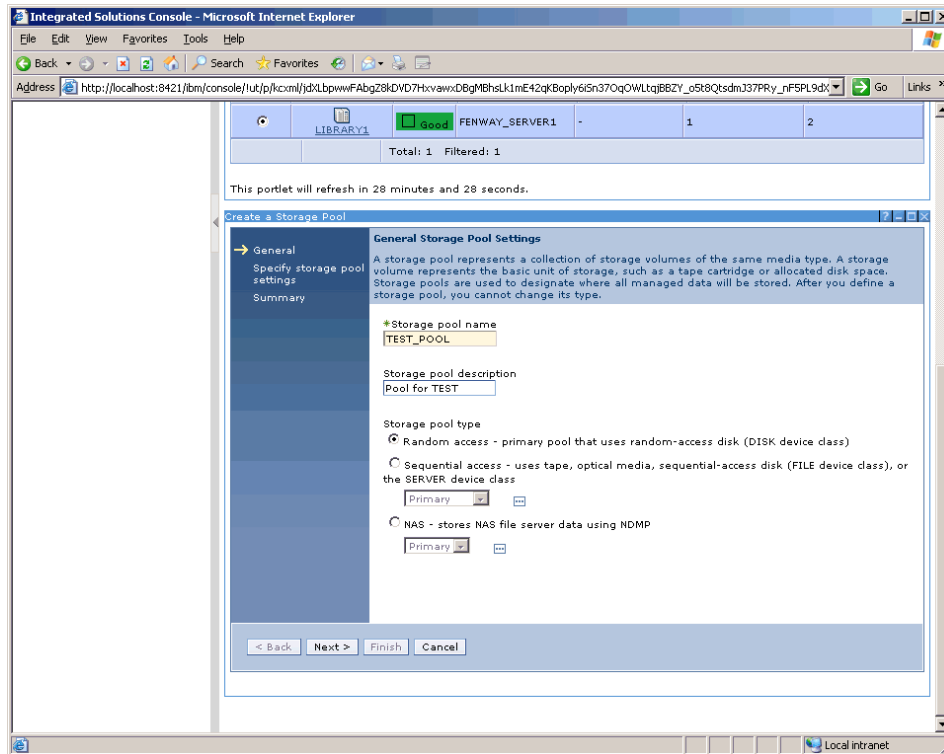 Integrated Solutions Console - Microsoft Internet Explorer
File Edit View Favorites Tools Help
Back Search Favorites
Address http://localhost:8421/ibm/console/!ut/p/kcxml/jdXLbpwwFAbgZ8kDVD7HxvawxDBgMBhsLk1mE42qKBoply6iSn37OqOWLtqjBBZY_o5t8QtsdmJ37PRy_nF5PL9dX Go Links »
LIBRARY1 Good FENWAY_SERVER1 - 1 2
Total: 1 Filtered: 1
This portlet will refresh in 28 minutes and 28 seconds.
Create a Storage Pool
General
Specify storage pool settings
Summary
General Storage Pool Settings
A storage pool represents a collection of storage volumes of the same media type. A storage
volume represents the basic unit of storage, such as a tape cartridge or allocated disk space.
Storage pools are used to designate where all managed data will be stored. After you define a
storage pool, you cannot change its type.
*Storage pool name
TEST_POOL
Storage pool description
Pool for TEST
Storage pool type
Random access - primary pool that uses random-access disk (DISK device class)
Sequential access - uses tape, optical media, sequential-access disk (FILE device class), or
the SERVER device class
Primary
NAS - stores NAS file server data using NDMP
Primary
< Back Next > Finish Cancel
Local intranet